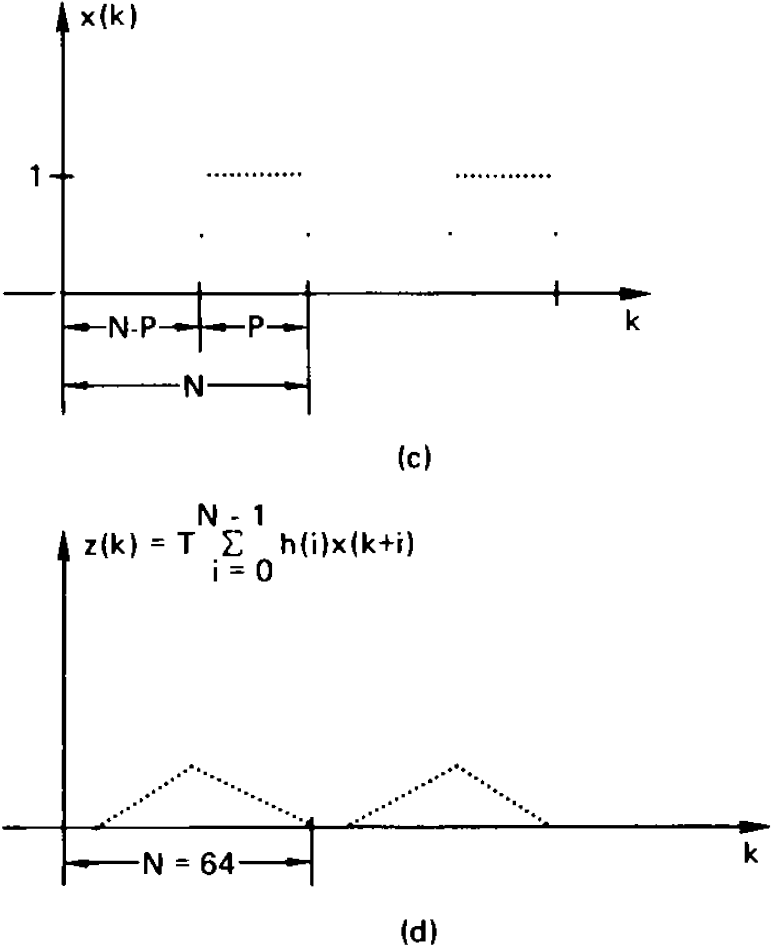 x(k)
1
k
N-P
P
N
(c)
N - 1
z(k) = T Σ h(i)x(k+i)
i = 0
k
N = 64
(d)